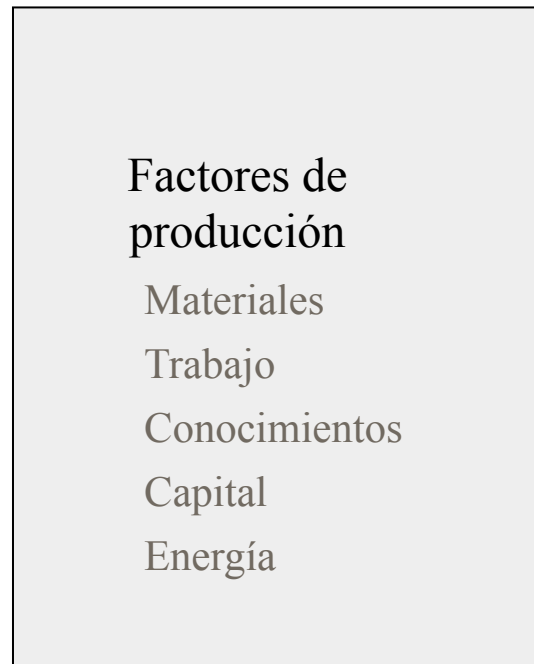 Factores de
producción
Materiales
Trabajo
Conocimientos
Capital
Energía